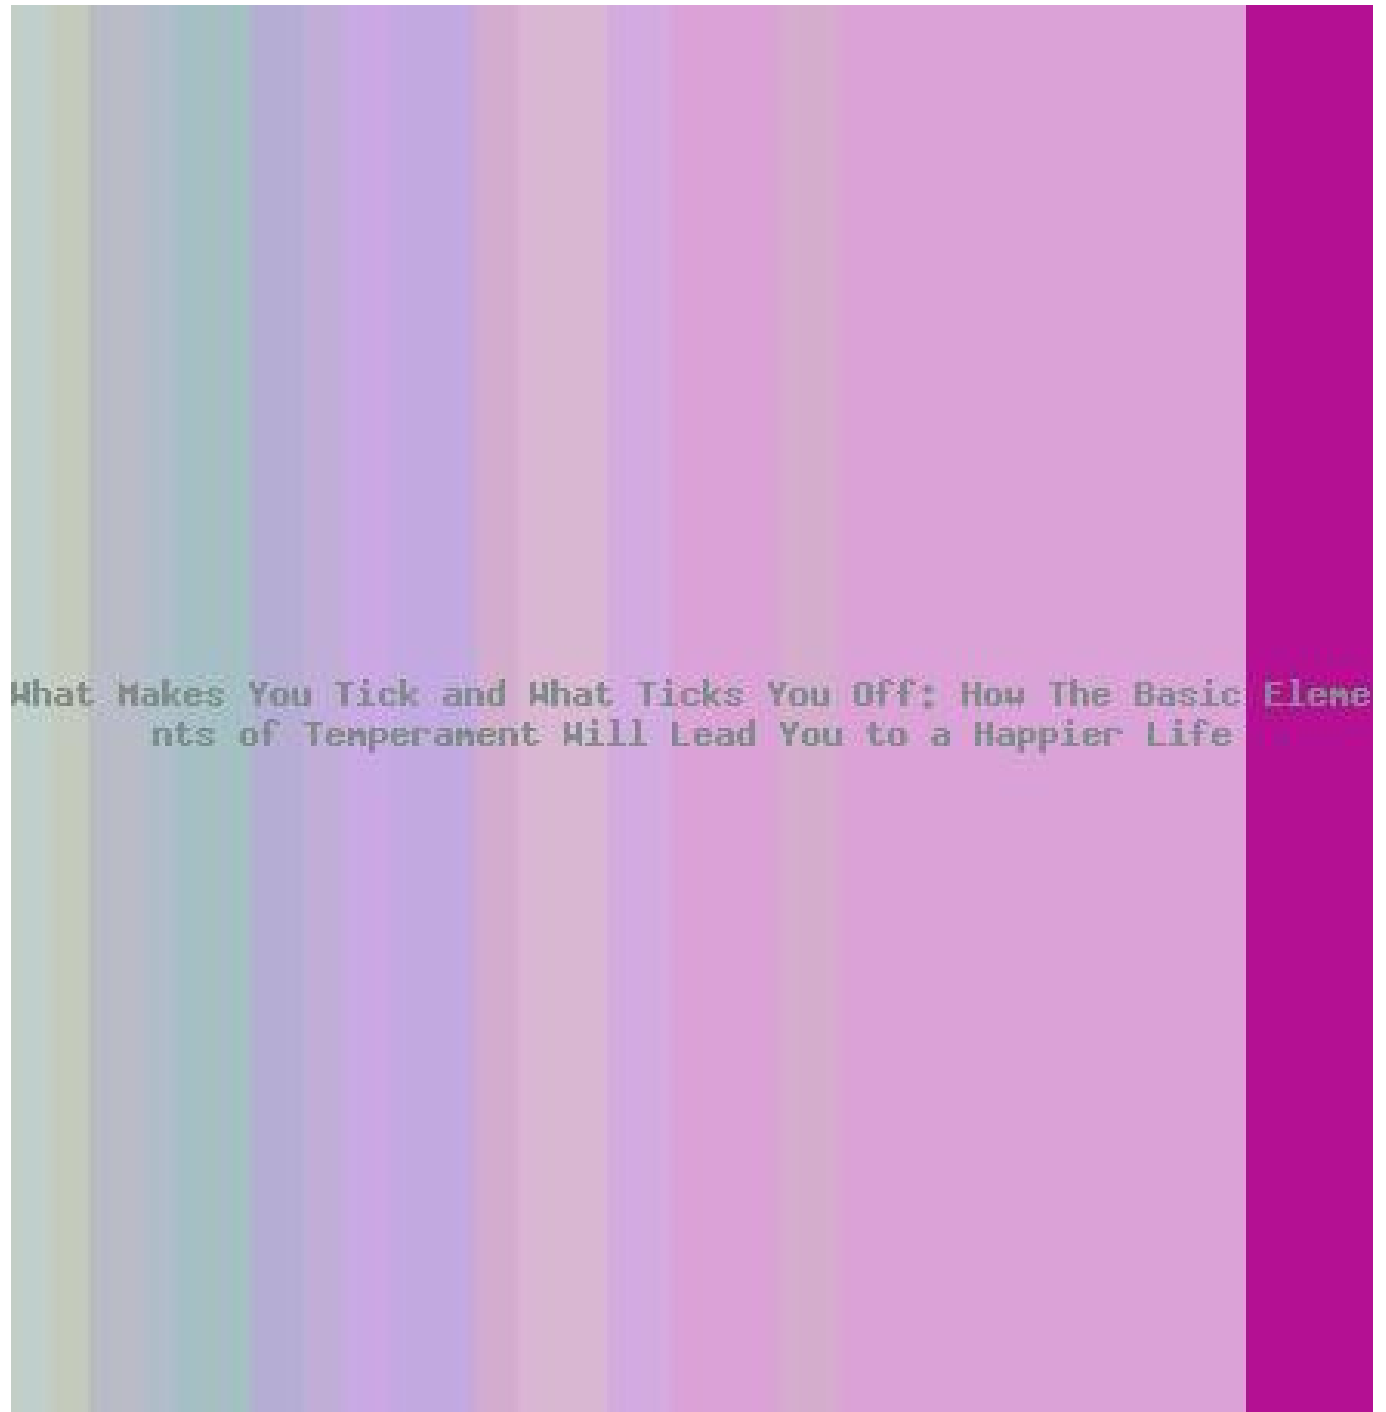 What Makes You Tick and What Ticks You Off: How The Basic Eleme
nts of Temperament Will Lead You to a Happier Life